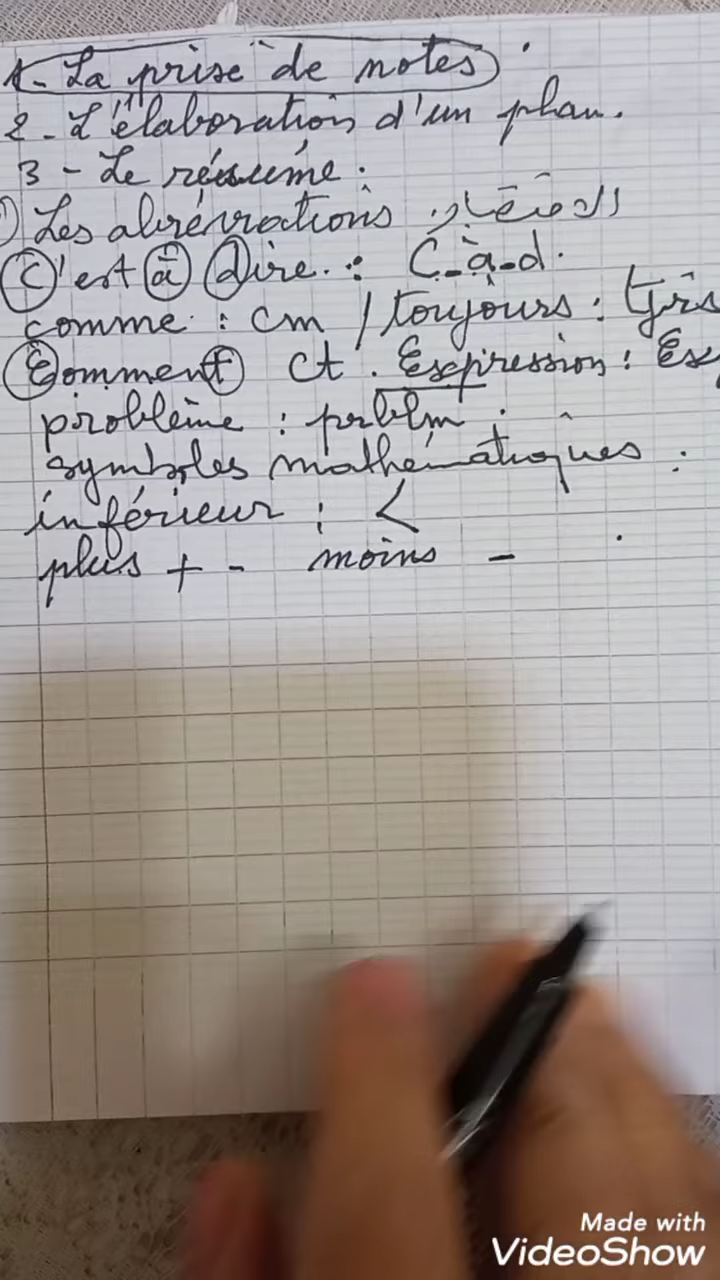 1- La prise de notes
2- L'élaboration d'un plan.
3 - Le résumé.
1) Les abréviations
C'est à dire : C-à-d.
comme : cm / toujours : tjrs
Comment ct. Expression : Exp
problème : prblm.
symboles mathématiques :
inférieur : <
plus + - moins -
Made with
VideoShow